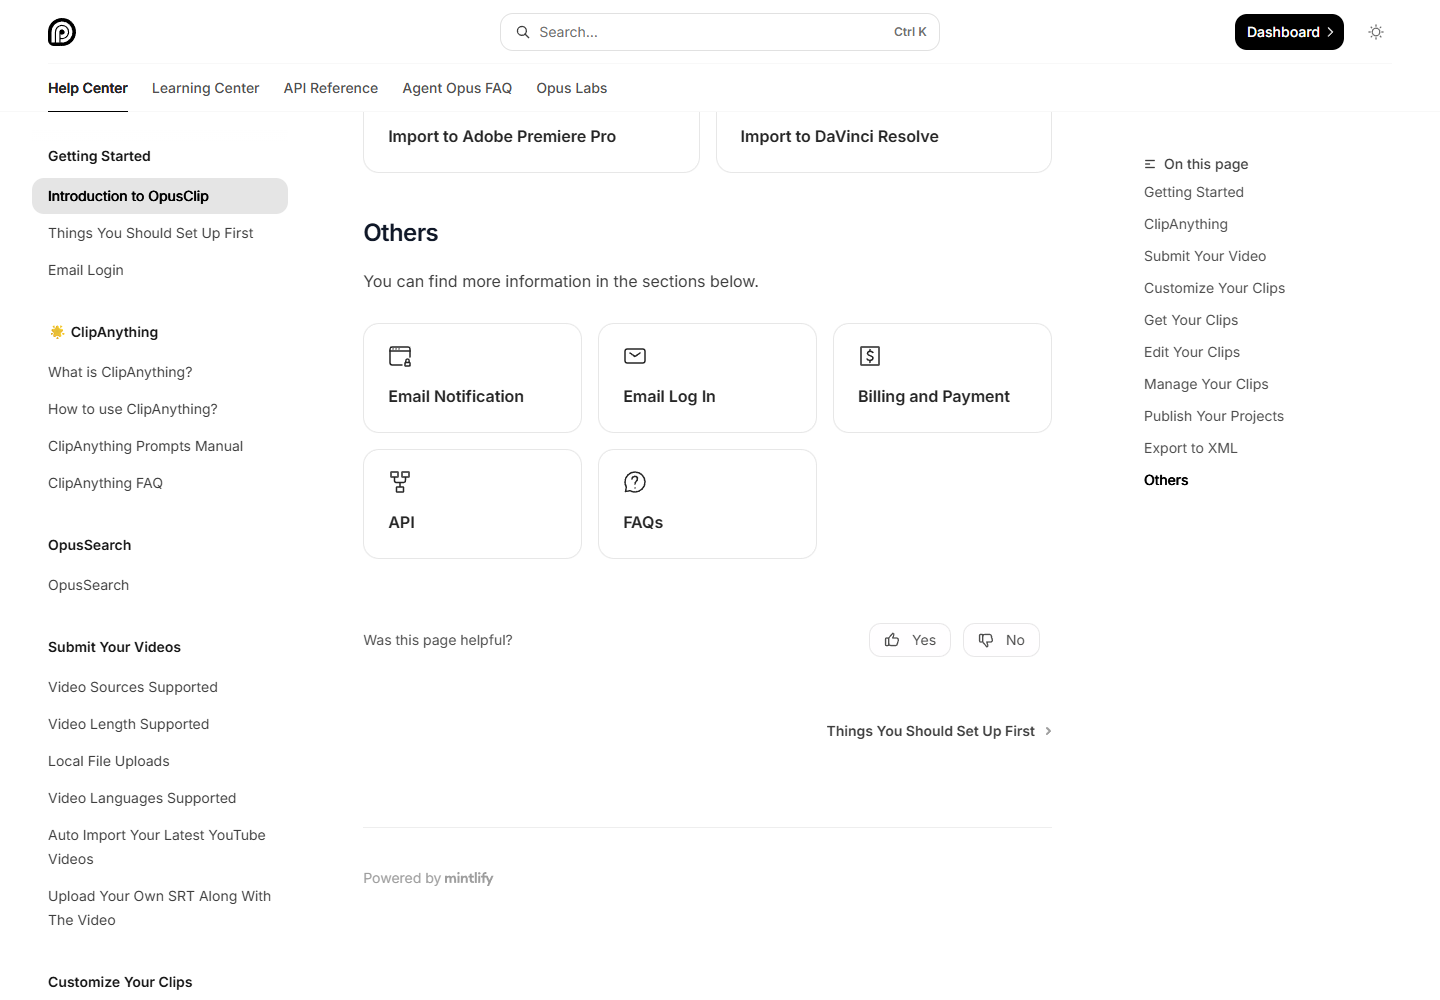 Search...
Ctrl K
Dashboard
Help Center
Learning Center
API Reference
Agent Opus FAQ
Opus Labs
Getting Started
Introduction to OpusClip
Things You Should Set Up First
Email Login
ClipAnything
What is ClipAnything?
How to use ClipAnything?
ClipAnything Prompts Manual
ClipAnything FAQ
OpusSearch
OpusSearch
Submit Your Videos
Video Sources Supported
Video Length Supported
Local File Uploads
Video Languages Supported
Auto Import Your Latest YouTube
Videos
Upload Your Own SRT Along With
The Video
Customize Your Clips
Import to Adobe Premiere Pro
Import to DaVinci Resolve
Others
You can find more information in the sections below.
Email Notification
Email Log In
Billing and Payment
API
FAQs
Was this page helpful?
Yes
No
Things You Should Set Up First
Powered by mintlify
On this page
Getting Started
ClipAnything
Submit Your Video
Customize Your Clips
Get Your Clips
Edit Your Clips
Manage Your Clips
Publish Your Projects
Export to XML
Others